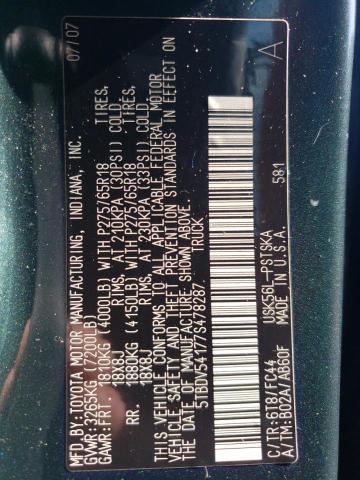 MFD.BY:TOYOTA MOTOR MANUFACTURING, INDIANA, INC. 07/07
GVWR:3265KG (7200LB)
GAWR:FRT. 1810KG (4000LB) WITH P275/65R18 TIRES,
18X8J RIMS, AT 210KPA (30PSI) COLD.
RR. 1880KG (4150LB) WITH P275/65R18 TIRES,
18X8J RIMS, AT 230KPA (33PSI) COLD.
THIS VEHICLE CONFORMS TO ALL APPLICABLE FEDERAL MOTOR
VEHICLE SAFETY AND THEFT PREVENTION STANDARDS IN EFFECT
ON THE DATE OF MANUFACTURE SHOWN ABOVE.
5TBDV54177S478287 TRUCK
581
C/TC:6T8/FC44 USK56L-PSTSKA
A/TM:B02A/AB60F MADE IN U.S.A. A